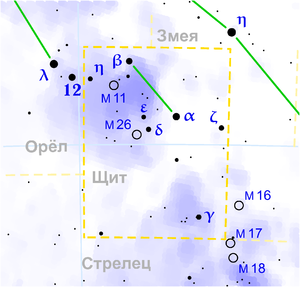 η
Змея
β
λ
12
η
M 11
ε
α
M 26
δ
ζ
Орёл
Щит
M 16
γ
M 17
Стрелец
M 18